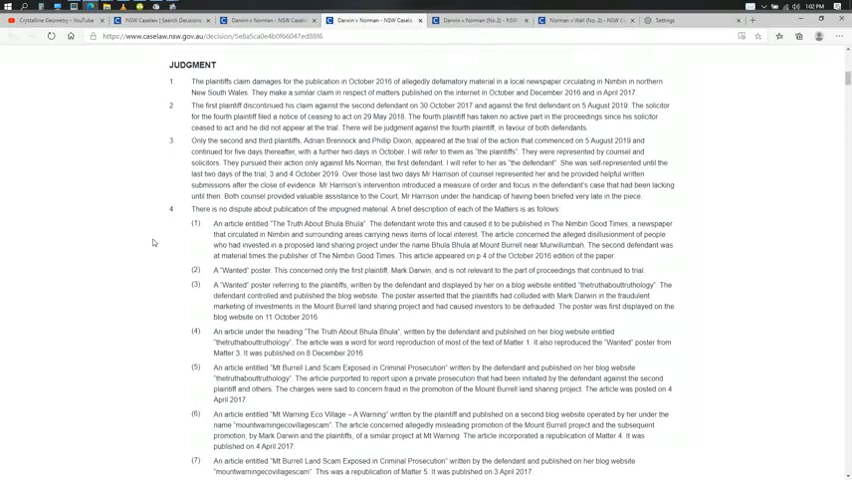 Crystalline Geometry - YouTube
NSW Caselaw | Search Decisions
Darwin v Norman - NSW Caselaw
Darwin v Norman - NSW Caselaw
Darwin v Norman (No 2) - NSW
Norman v Wall (No. 2) - NSW C
Settings
1:02 PM
https://www.caselaw.nsw.gov.au/decision/5e8a5ca0e4b0f66047ed88f6
JUDGMENT
1 The plaintiffs claim damages for the publication in October 2016 of allegedly defamatory material in a local newspaper circulating in Nimbin in northern
New South Wales. They make a similar claim in respect of matters published on the internet in October and December 2016 and in April 2017.
2 The first plaintiff discontinued his claim against the second defendant on 30 October 2017 and against the first defendant on 5 August 2019. The solicitor
for the fourth plaintiff filed a notice of ceasing to act on 29 May 2018. The fourth plaintiff has taken no active part in the proceedings since his solicitor
ceased to act and he did not appear at the trial. There will be judgment against the fourth plaintiff, in favour of both defendants.
3 Only the second and third plaintiffs, Adrian Brennock and Phillip Dixon, appeared at the trial of the action that commenced on 5 August 2019 and
continued for five days thereafter, with a further two days in October. I will refer to them as "the plaintiffs". They were represented by counsel and
solicitors. They pursued their action only against Ms Norman, the first defendant. I will refer to her as "the defendant". She was self-represented until the
last two days of the trial, 3 and 4 October 2019. Over those last two days Mr Harrison of counsel represented her and he provided helpful written
submissions after the close of evidence. Mr Harrison's intervention introduced a measure of order and focus in the defendant's case that had been lacking
until then. Both counsel provided valuable assistance to the Court, Mr Harrison under the handicap of having been briefed very late in the piece.
4 There is no dispute about publication of the impugned material. A brief description of each of the Matters is as follows:
(1) An article entitled "The Truth About Bhula Bhula". The defendant wrote this and caused it to be published in The Nimbin Good Times, a newspaper
that circulated in Nimbin and surrounding areas carrying news items of local interest. The article concerned the alleged disillusionment of people
who had invested in a proposed land sharing project under the name Bhula Bhula at Mount Burrell near Murwillumbah. The second defendant was
at material times the publisher of The Nimbin Good Times. This article appeared on p 4 of the October 2016 edition of the paper.
(2) A "Wanted" poster. This concerned only the first plaintiff, Mark Darwin, and is not relevant to the part of proceedings that continued to trial.
(3) A "Wanted" poster referring to the plaintiffs, written by the defendant and displayed by her on a blog website entitled "thetruthabouttruthology". The
defendant controlled and published the blog website. The poster asserted that the plaintiffs had colluded with Mark Darwin in the fraudulent
marketing of investments in the Mount Burrell land sharing project and had caused investors to be defrauded. The poster was first displayed on the
blog website on 11 October 2016.
(4) An article under the heading "The Truth About Bhula Bhula", written by the defendant and published on her blog website entitled
"thetruthabouttruthology". The article was a word for word reproduction of most of the text of Matter 1. It also reproduced the "Wanted" poster from
Matter 3. It was published on 8 December 2016.
(5) An article entitled "Mt Burrell Land Scam Exposed in Criminal Prosecution" written by the defendant and published on her blog website
"thetruthabouttruthology". The article purported to report upon a private prosecution that had been initiated by the defendant against the second
plaintiff and others. The charges were said to concern fraud in the promotion of the Mount Burrell land sharing project. The article was posted on 4
April 2017.
(6) An article entitled "Mt Warning Eco Village – A Warning" written by the plaintiff and published on a second blog website operated by her under the
name "mountwarningecovillagescam". The article concerned allegedly misleading promotion of the Mount Burrell project and the subsequent
promotion, by Mark Darwin and the plaintiffs, of a similar project at Mt Warning. The article incorporated a republication of Matter 4. It was
published on 4 April 2017.
(7) An article entitled "Mt Burrell Land Scam Exposed in Criminal Prosecution" written by the defendant and published on her blog website
"mountwarningecovillagescam". This was a republication of Matter 5. It was published on 3 April 2017.